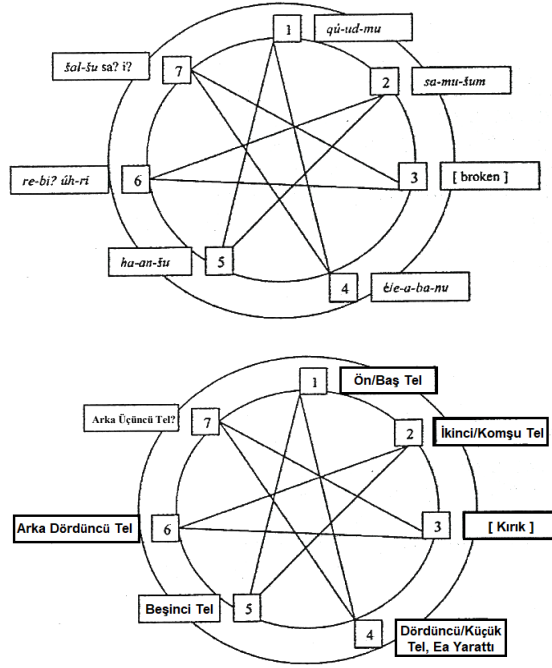 1
qú-ud-mu
šal-šu sa? i?
7
2
sa-mu-šum
re-bi? úh-ri
6
3
[ broken ]
ha-an-šu
5
4
é/e-a-ba-nu
1
Ön/Baş Tel
Arka Üçüncü Tel?
7
2
İkinci/Komşu Tel
Arka Dördüncü Tel
6
3
[ Kırık ]
Beşinci Tel
5
4
Dördüncü/Küçük
Tel, Ea Yarattı